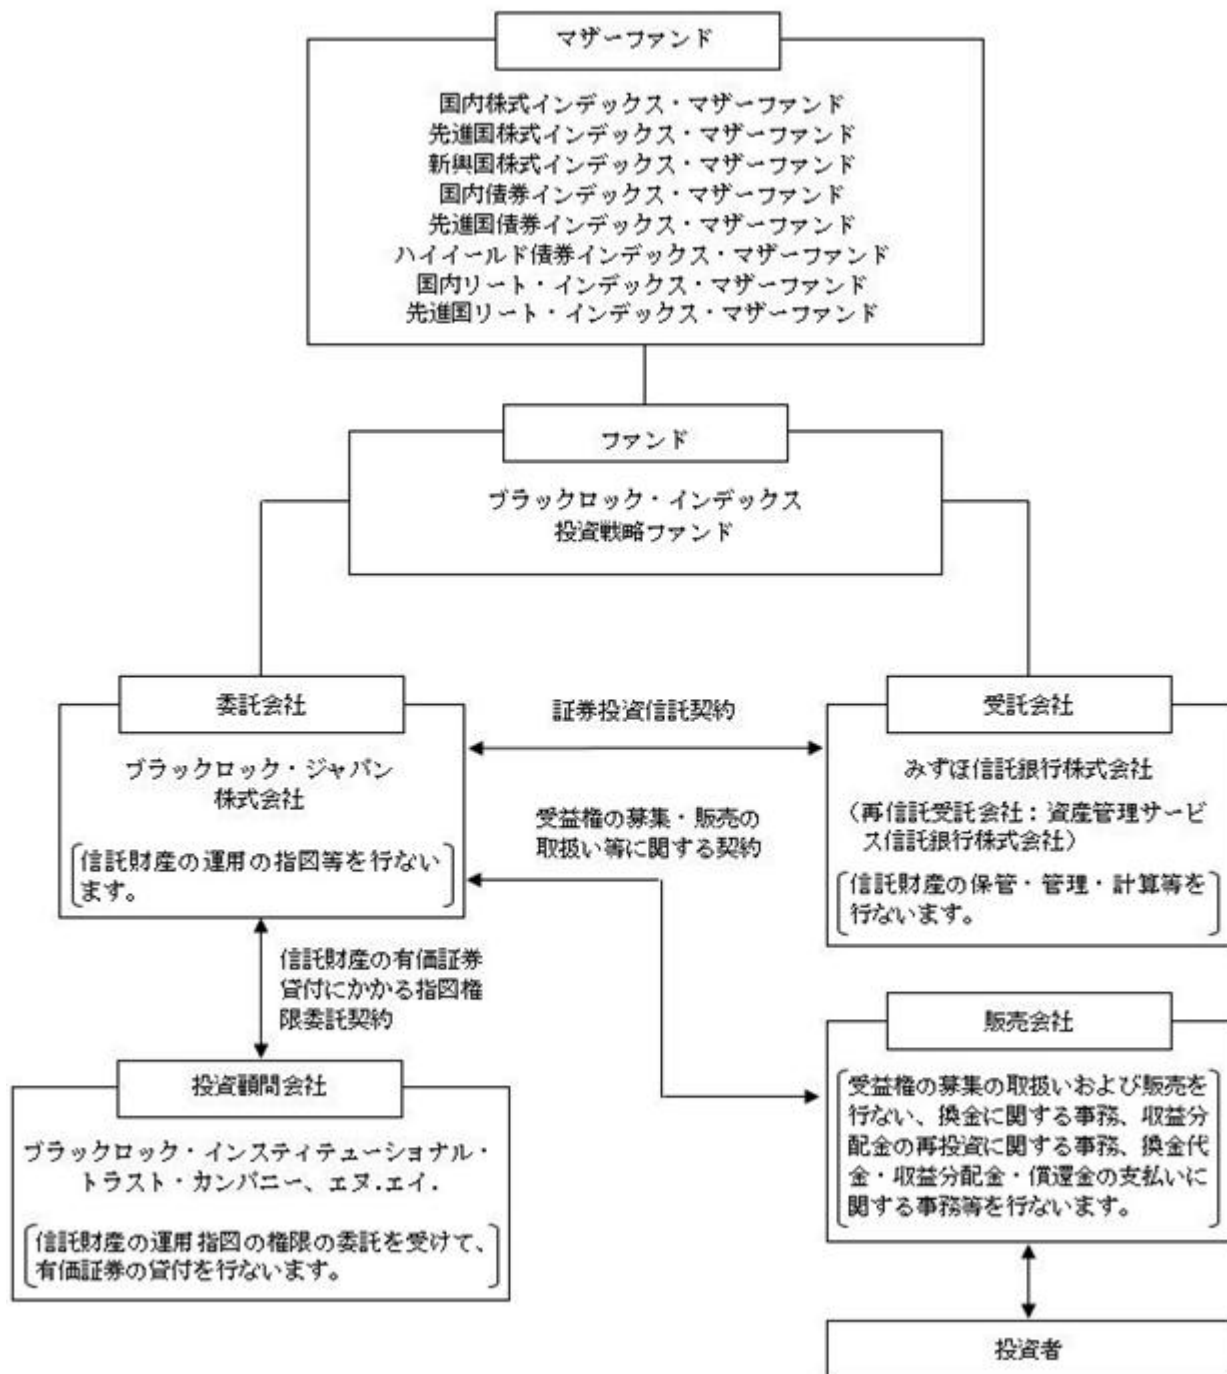 マザーファンド
国内株式インデックス・マザーファンド
先進国株式インデックス・マザーファンド
新興国株式インデックス・マザーファンド
国内債券インデックス・マザーファンド
先進国債券インデックス・マザーファンド
ハイイールド債券インデックス・マザーファンド
国内リート・インデックス・マザーファンド
先進国リート・インデックス・マザーファンド
ファンド
ブラックロック・インデックス
投資戦略ファンド
委託会社
ブラックロック・ジャパン
株式会社
信託財産の運用の指図等を行ない
ます。
証券投資信託契約
受益権の募集・販売の
取扱い等に関する契約
受託会社
みずほ信託銀行株式会社
（再信託受託会社：資産管理サービ
ス信託銀行株式会社）
信託財産の保管・管理・計算等を
行ないます。
信託財産の有価証券
貸付にかかる指図権
限委託契約
投資顧問会社
ブラックロック・インスティテューショナル・
トラスト・カンパニー、エヌ.エイ.
信託財産の運用指図の権限の委託を受けて、
有価証券の貸付を行ないます。
販売会社
受益権の募集の取扱いおよび販売を
行ない、換金に関する事務、収益分
配金の再投資に関する事務、換金代
金・収益分配金・償還金の支払いに
関する事務等を行ないます。
投資者